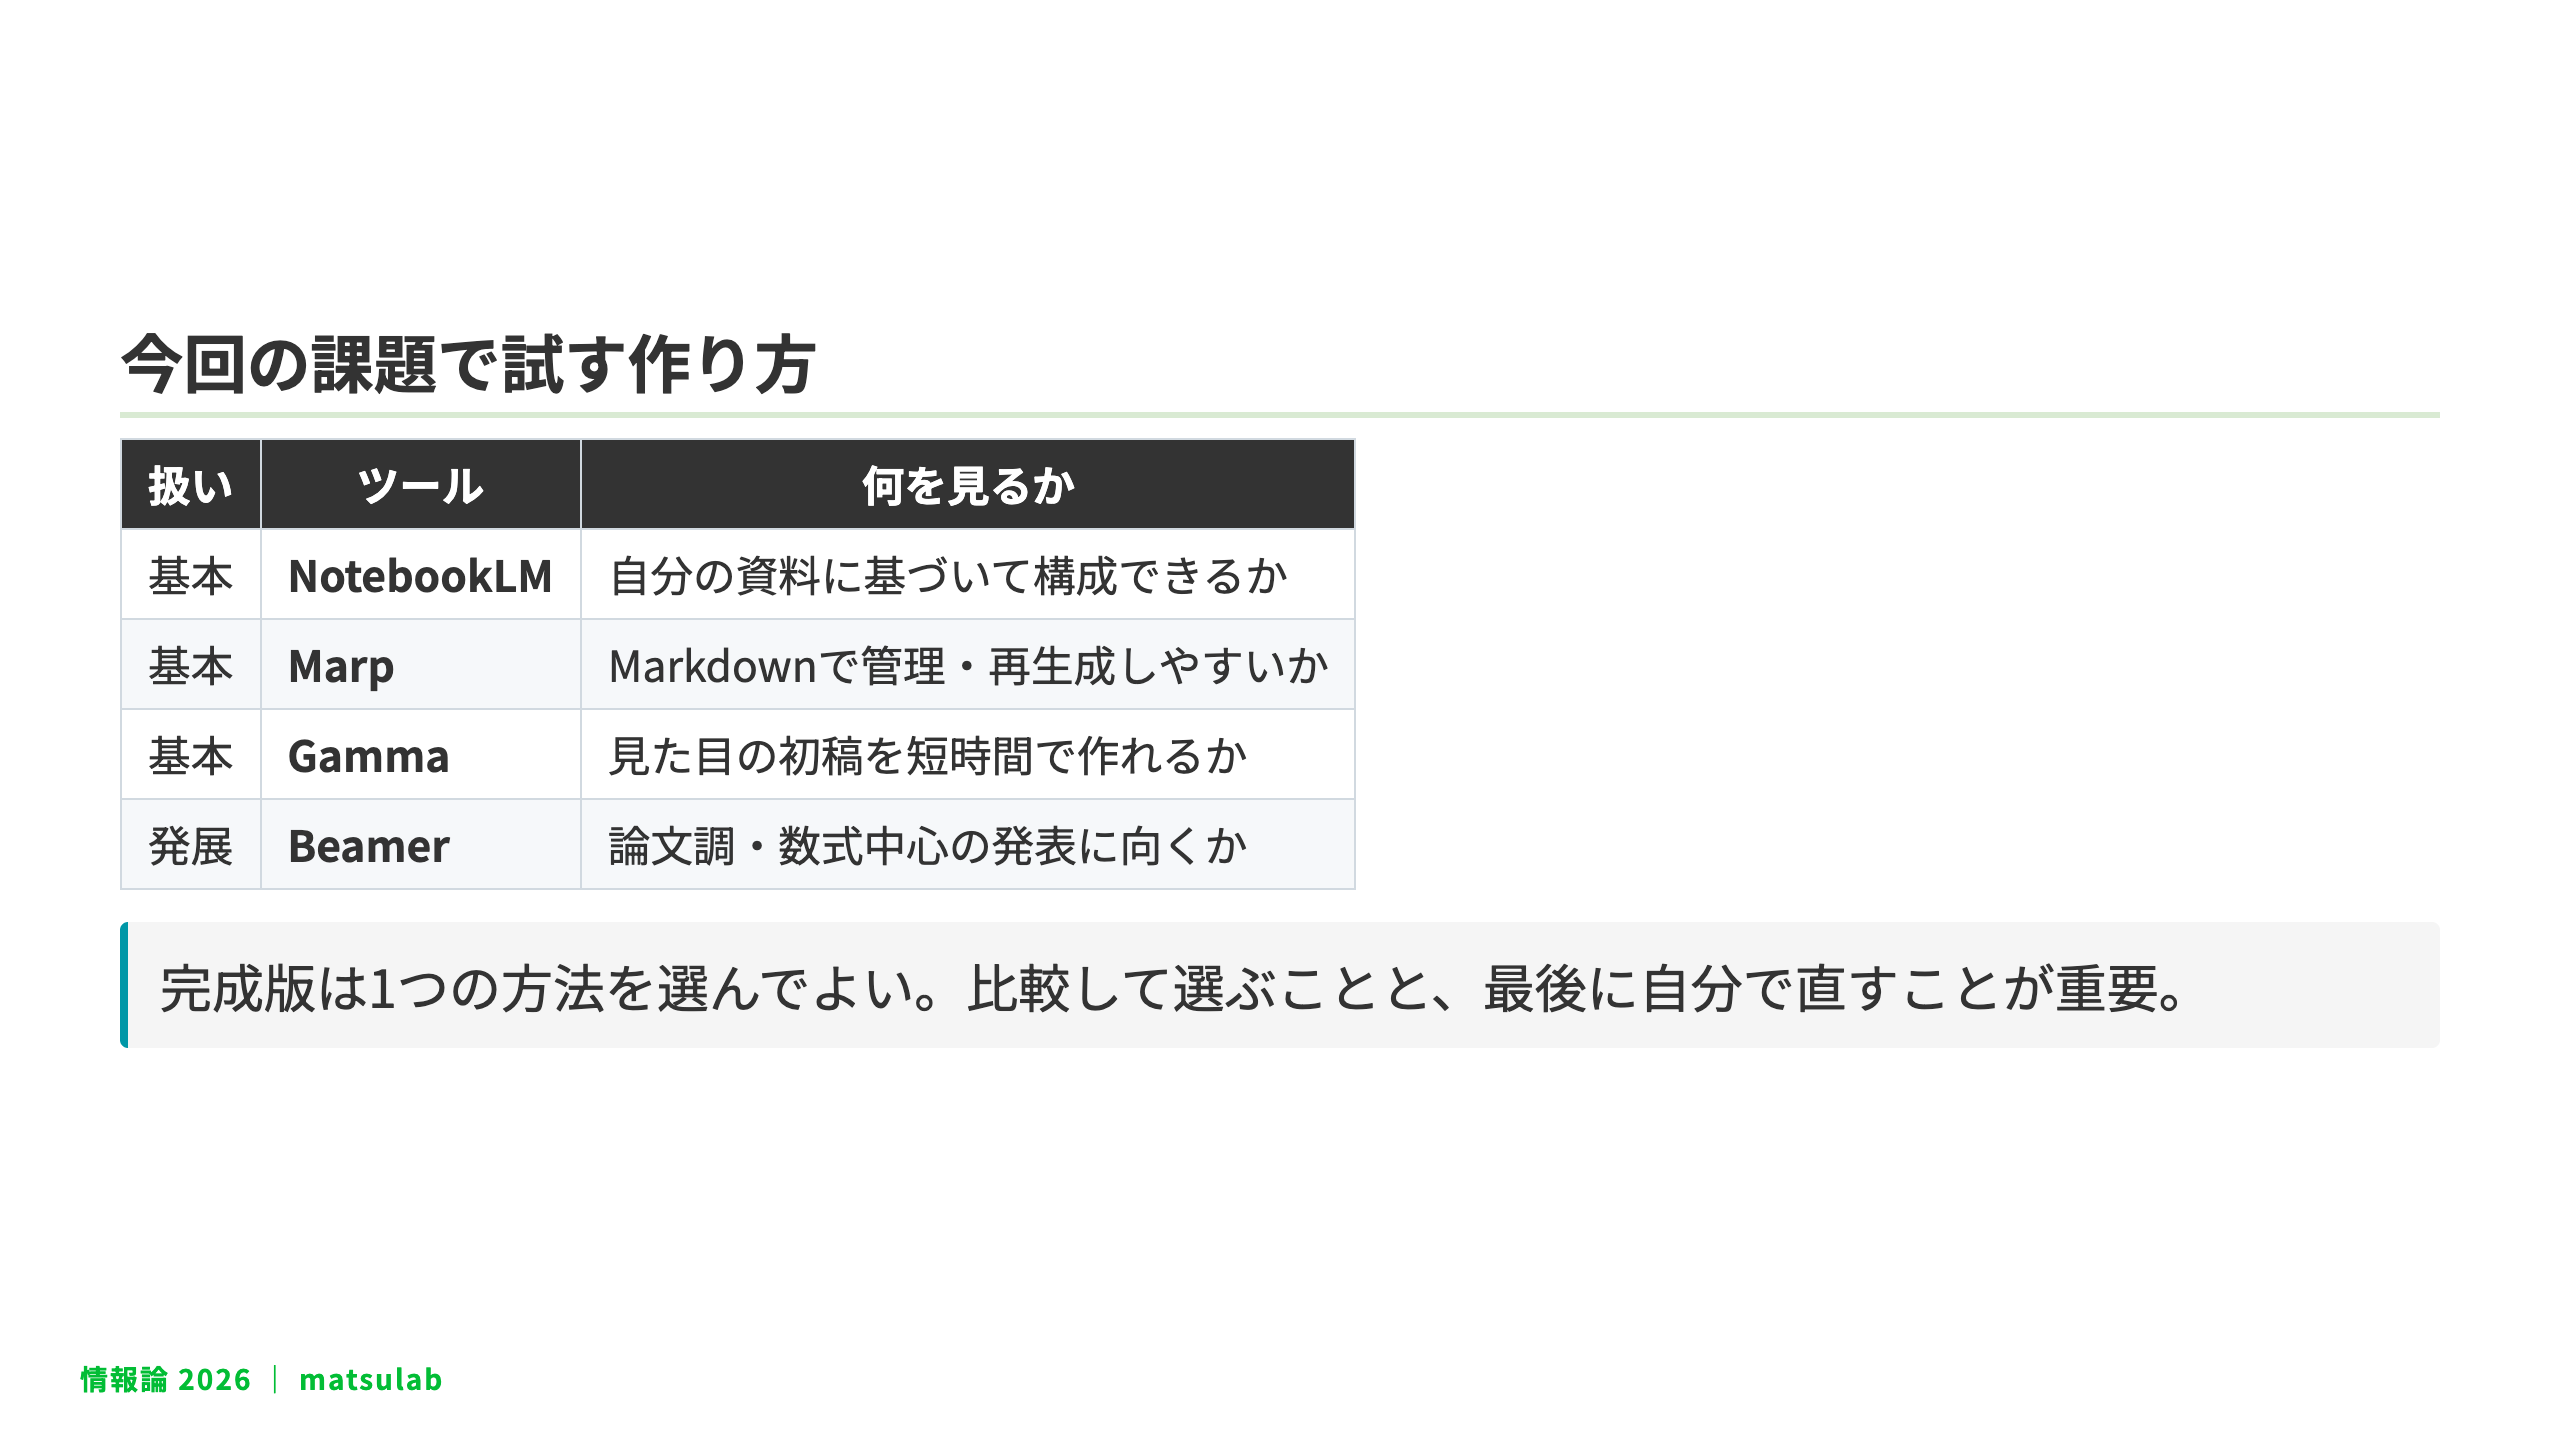 今回の課題で試す作り方
扱い ツール 何を見るか
基本 NotebookLM 自分の資料に基づいて構成できるか
基本 Marp Markdownで管理・再生成しやすいか
基本 Gamma 見た目の初稿を短時間で作れるか
発展 Beamer 論文調・数式中心の発表に向くか
完成版は1つの方法を選んでよい。比較して選ぶことと、最後に自分で直すことが重要。
情報論 2026 ｜ matsulab